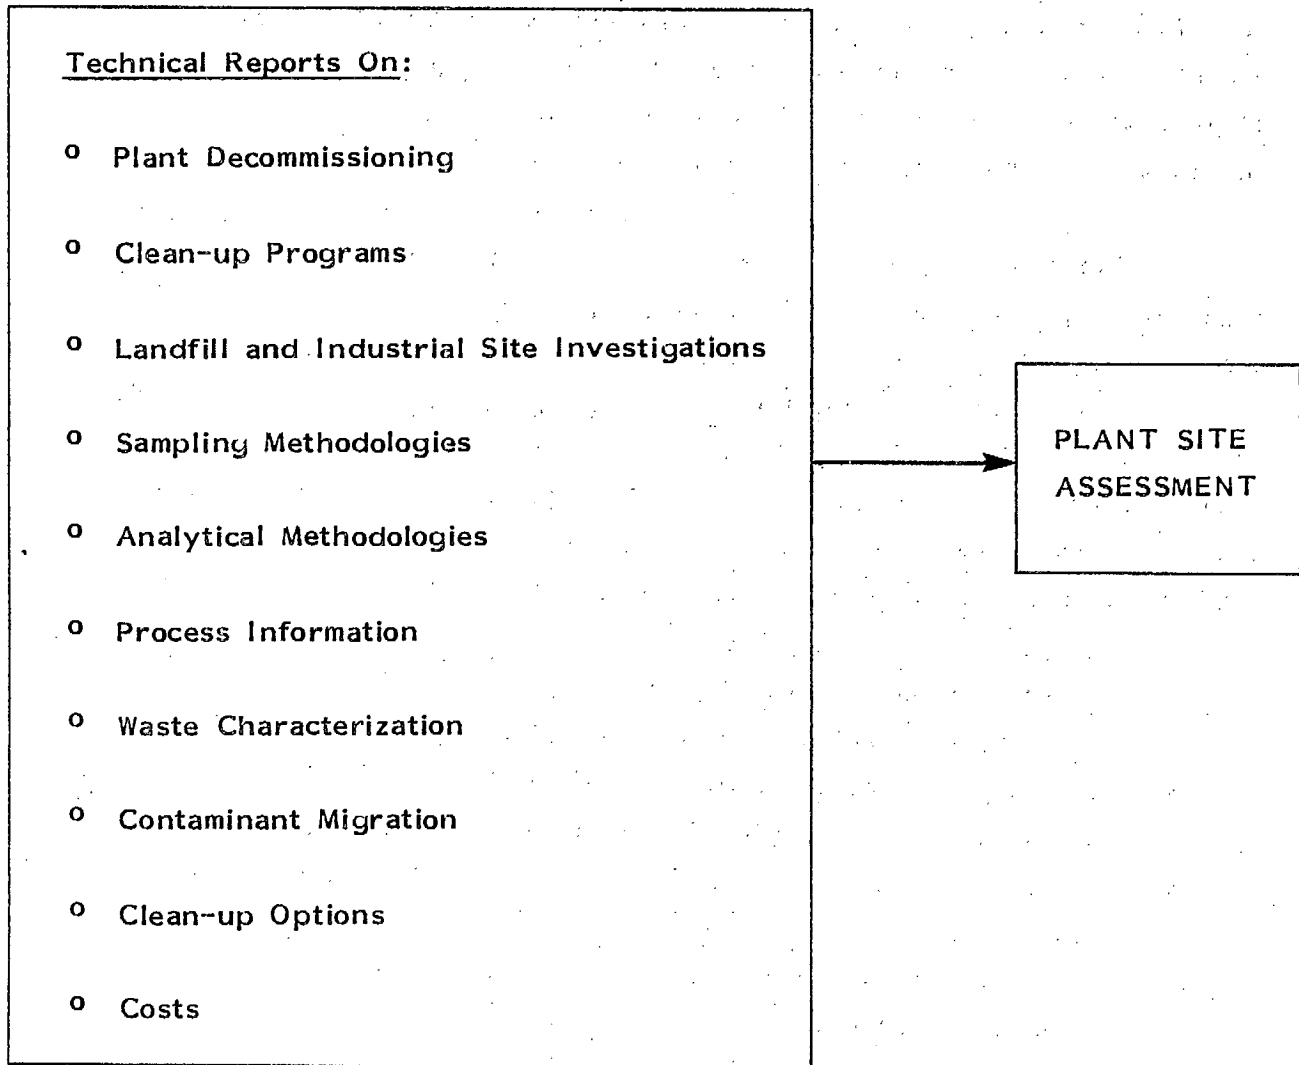 Technical Reports On:
o Plant Decommissioning
o Clean-up Programs
o Landfill and Industrial Site Investigations
o Sampling Methodologies
o Analytical Methodologies
o Process Information
o Waste Characterization
o Contaminant Migration
o Clean-up Options
o Costs
PLANT SITE
ASSESSMENT